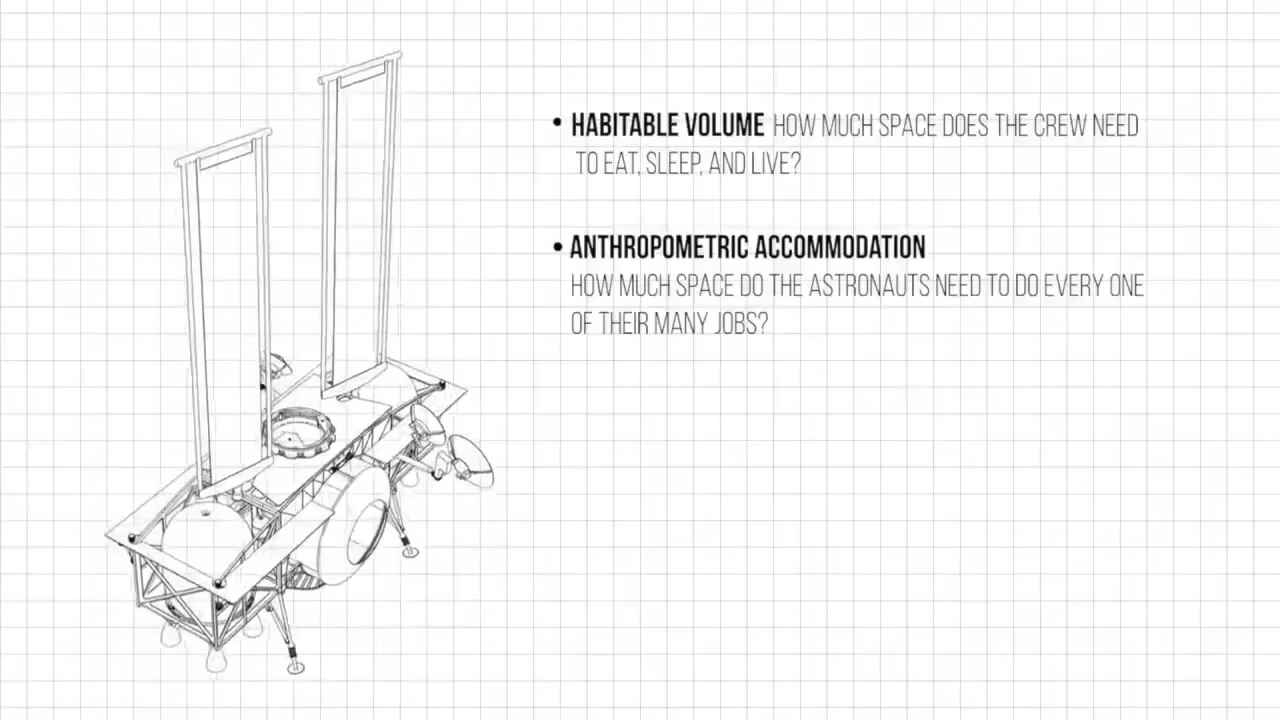 • HABITABLE VOLUME HOW MUCH SPACE DOES THE CREW NEED
TO EAT, SLEEP, AND LIVE?
• ANTHROPOMETRIC ACCOMMODATION
HOW MUCH SPACE DO THE ASTRONAUTS NEED TO DO EVERY ONE
OF THEIR MANY JOBS?